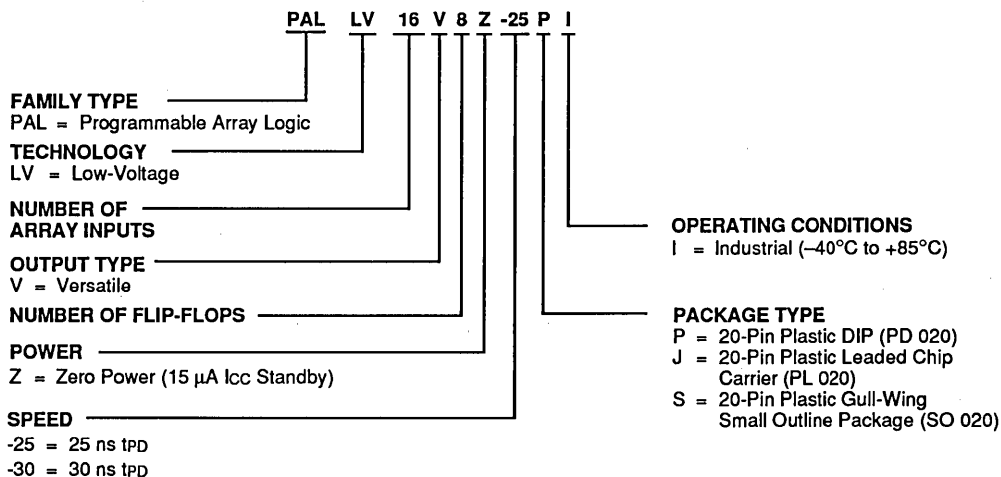 PAL LV 16 V 8 Z -25 P I
FAMILY TYPE
PAL = Programmable Array Logic
TECHNOLOGY
LV = Low-Voltage
NUMBER OF
ARRAY INPUTS
OUTPUT TYPE
V = Versatile
NUMBER OF FLIP-FLOPS
POWER
Z = Zero Power (15 µA ICC Standby)
SPEED
-25 = 25 ns tPD
-30 = 30 ns tPD
OPERATING CONDITIONS
I = Industrial (–40°C to +85°C)
PACKAGE TYPE
P = 20-Pin Plastic DIP (PD 020)
J = 20-Pin Plastic Leaded Chip
Carrier (PL 020)
S = 20-Pin Plastic Gull-Wing
Small Outline Package (SO 020)